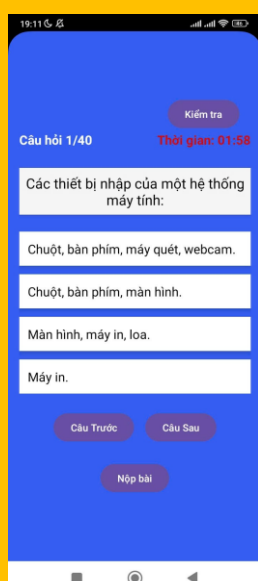 19:11
Kiểm tra
Câu hỏi 1/40
Thời gian: 01:58
Các thiết bị nhập của một hệ thống
máy tính:
Chuột, bàn phím, máy quét, webcam.
Chuột, bàn phím, màn hình.
Màn hình, máy in, loa.
Máy in.
Câu Trước
Câu Sau
Nộp bài